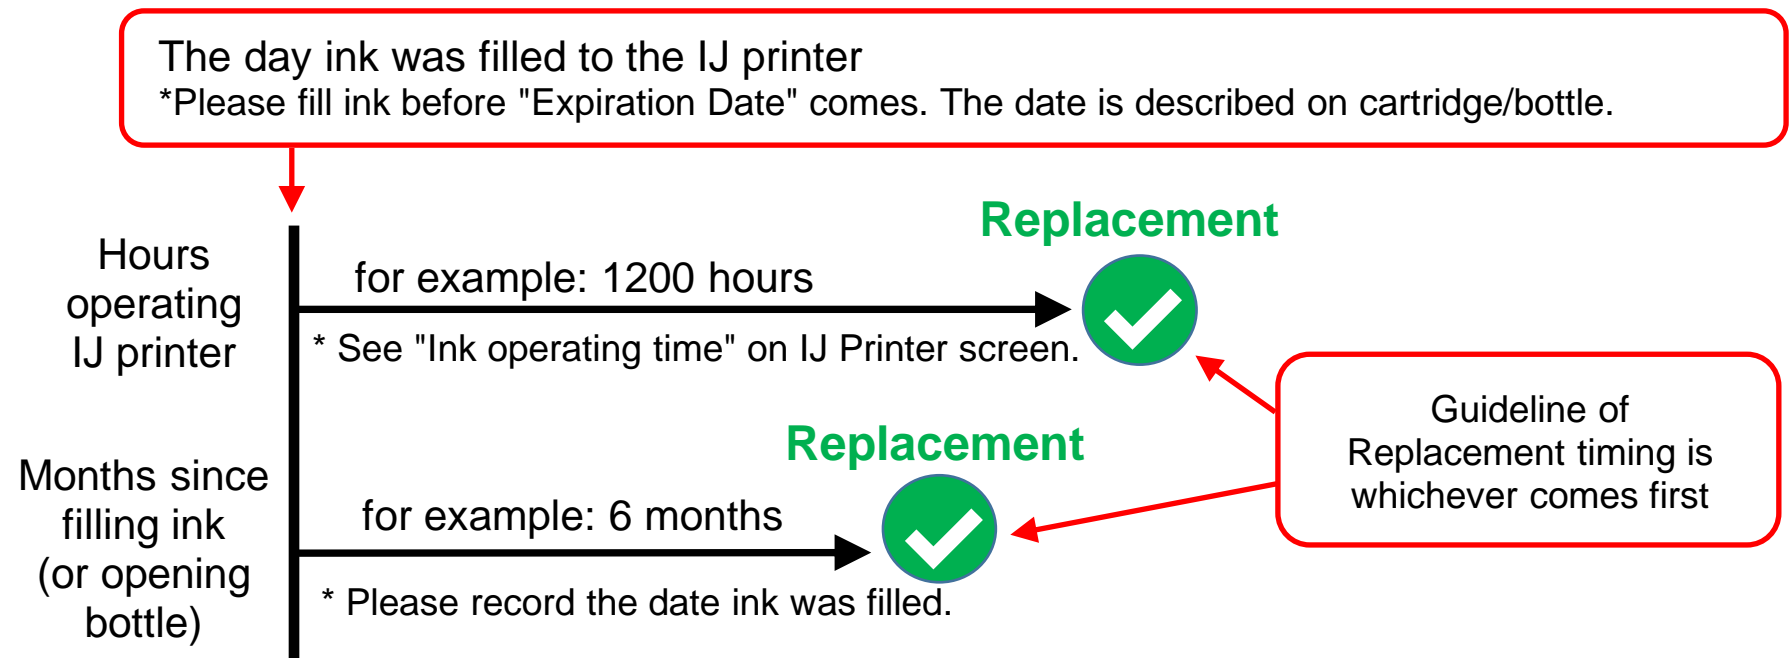 The day ink was filled to the IJ printer
*Please fill ink before "Expiration Date" comes. The date is described on cartridge/bottle.
Replacement
Hours
operating
IJ printer
for example: 1200 hours
* See "Ink operating time" on IJ Printer screen.
Guideline of
Replacement timing is
whichever comes first
Replacement
Months since
filling ink
(or opening
bottle)
for example: 6 months
* Please record the date ink was filled.